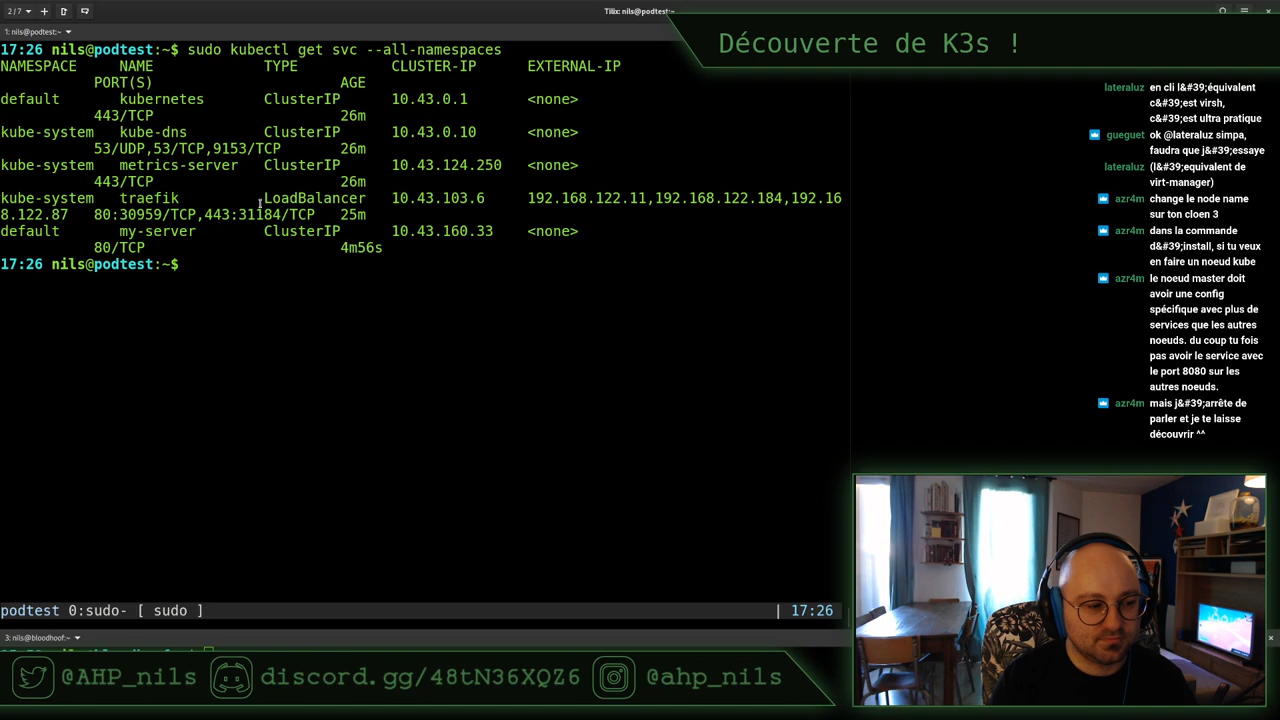 2/7
Tilix: nils@podtest:~
1: nils@podtest:~
Découverte de K3s !
17:26 nils@podtest:~$ sudo kubectl get svc --all-namespaces
NAMESPACE NAME TYPE CLUSTER-IP EXTERNAL-IP
PORT(S) AGE
default kubernetes ClusterIP 10.43.0.1 <none>
443/TCP 26m
kube-system kube-dns ClusterIP 10.43.0.10 <none>
53/UDP,53/TCP,9153/TCP 26m
kube-system metrics-server ClusterIP 10.43.124.250 <none>
443/TCP 26m
kube-system traefik LoadBalancer 10.43.103.6 192.168.122.11,192.168.122.184,192.16
8.122.87 80:30959/TCP,443:31184/TCP 25m
default my-server ClusterIP 10.43.160.33 <none>
80/TCP 4m56s
17:26 nils@podtest:~$
podtest 0:sudo- [ sudo ] | 17:26
3: nils@bloodhoof:~
lateraluz en cli l&#39;équivalent
c&#39;est virsh,
c&#39;est ultra pratique
gueguet ok @lateraluz simpa,
faudra que j&#39;essaye
lateraluz (l&#39;equivalent de
virt-manager)
azr4m change le node name
sur ton cloen 3
azr4m dans la commande
d&#39;install, si tu veux
en faire un noeud kube
azr4m le noeud master doit
avoir une config
spécifique avec plus de
services que les autres
noeuds. du coup tu fois
pas avoir le service avec
le port 8080 sur les
autres noeuds.
azr4m mais j&#39;arrête de
parler et je te laisse
découvrir ^^
@AHP_nils discord.gg/48tN36XQZ6 @ahp_nils